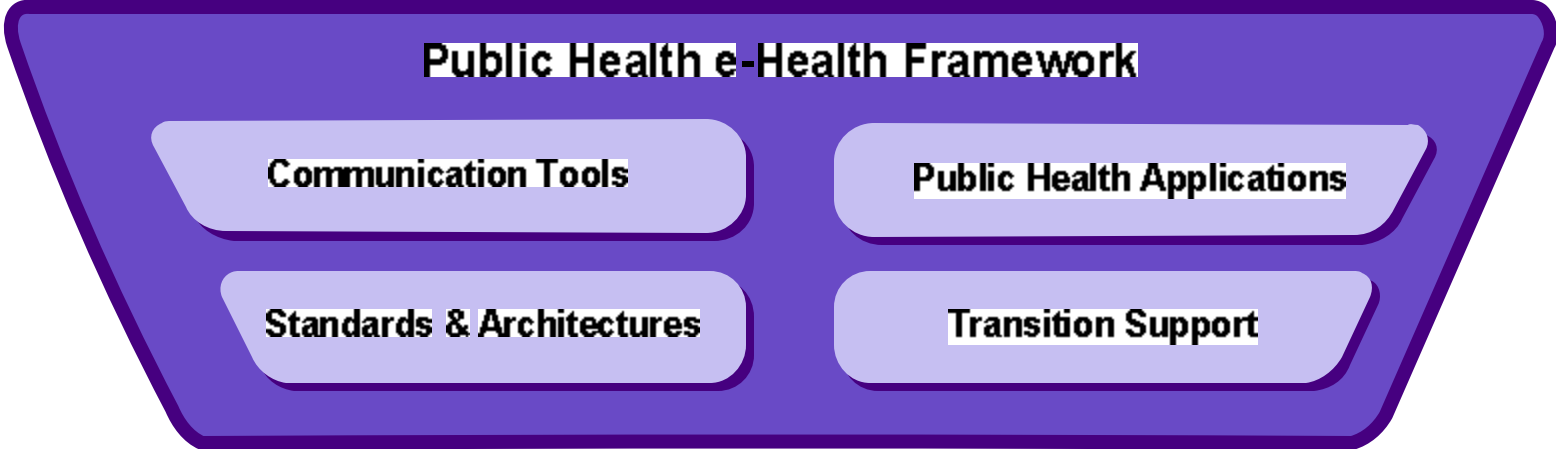 Public Health e-Health Framework
Communication Tools
Public Health Applications
Standards & Architectures
Transition Support